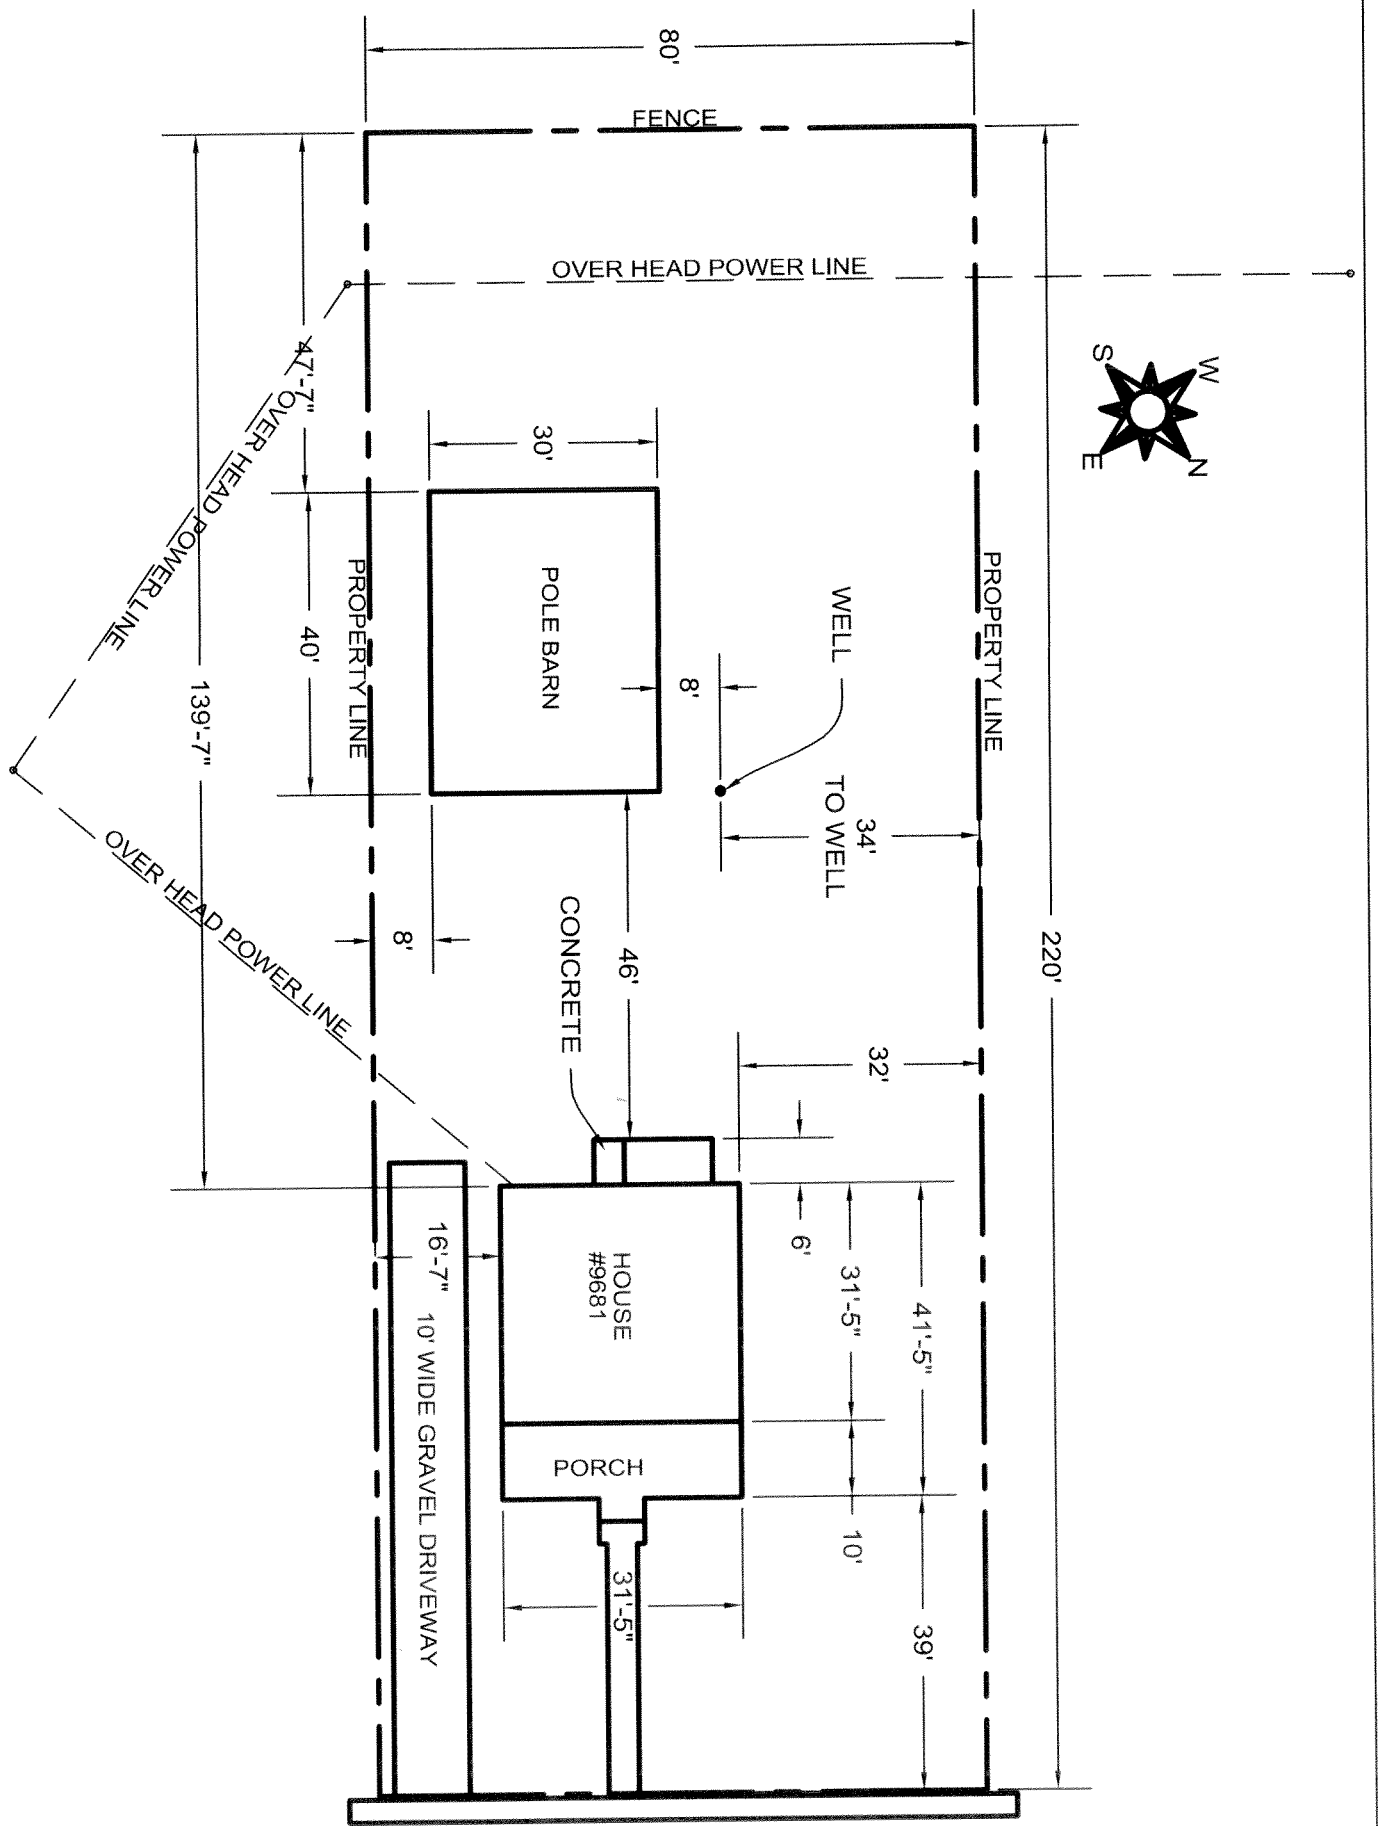 80'
FENCE
OVER HEAD POWER LINE
47'-7"
OVER HEAD POWER LINE
30'
S
W
E
N
POLE BARN
40'
PROPERTY LINE
PROPERTY LINE
WELL
8'
139'-7"
34'
TO WELL
OVER HEAD POWER LINE
CONCRETE
46'
8'
220'
32'
6'
16'-7"
HOUSE
#9681
31'-5"
41'-5"
10' WIDE GRAVEL DRIVEWAY
PORCH
10'
31'-5"
39'